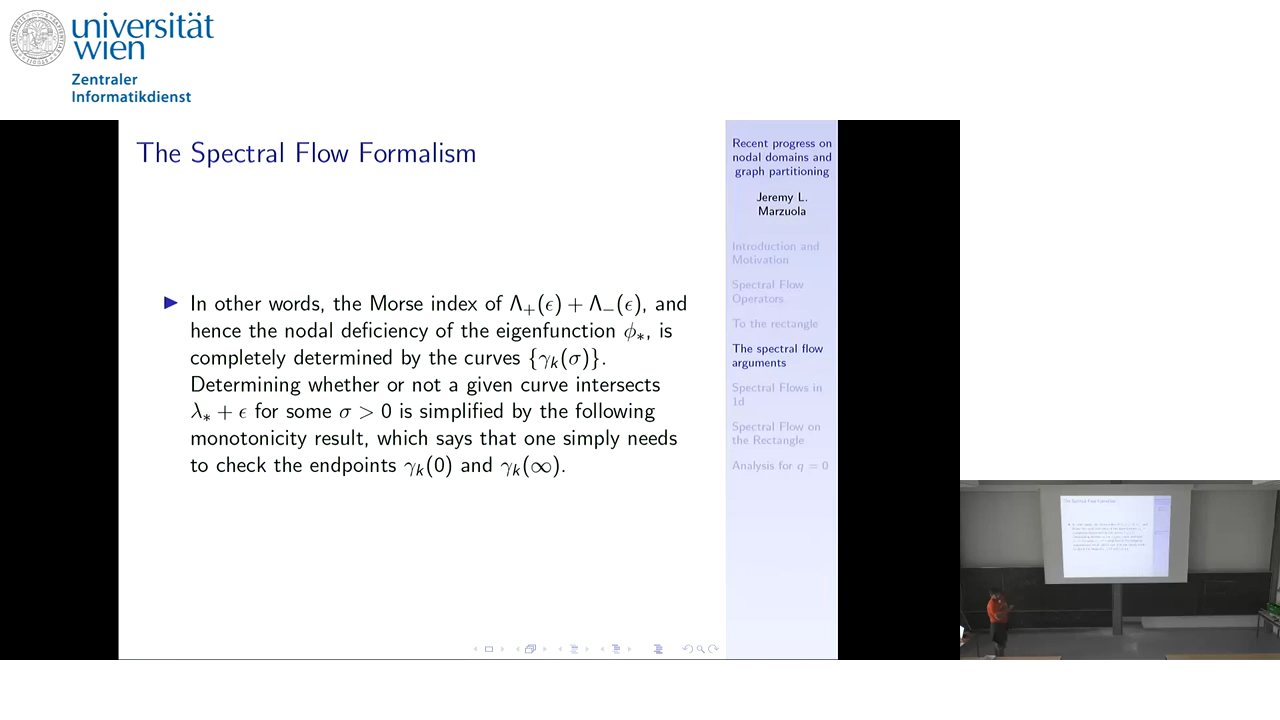 universität
wien
Zentraler
Informatikdienst
The Spectral Flow Formalism
▶ In other words, the Morse index of Λ₊(ϵ) + Λ₋(ϵ), and
hence the nodal deficiency of the eigenfunction ϕ∗, is
completely determined by the curves {γₖ(σ)}.
Determining whether or not a given curve intersects
λ∗ + ϵ for some σ > 0 is simplified by the following
monotonicity result, which says that one simply needs
to check the endpoints γₖ(0) and γₖ(∞).
Recent progress on
nodal domains and
graph partitioning
Jeremy L.
Marzuola
Introduction and
Motivation
Spectral Flow
Operators
To the rectangle
The spectral flow
arguments
Spectral Flows in
1d
Spectral Flow on
the Rectangle
Analysis for q = 0
The Spectral Flow Formalism